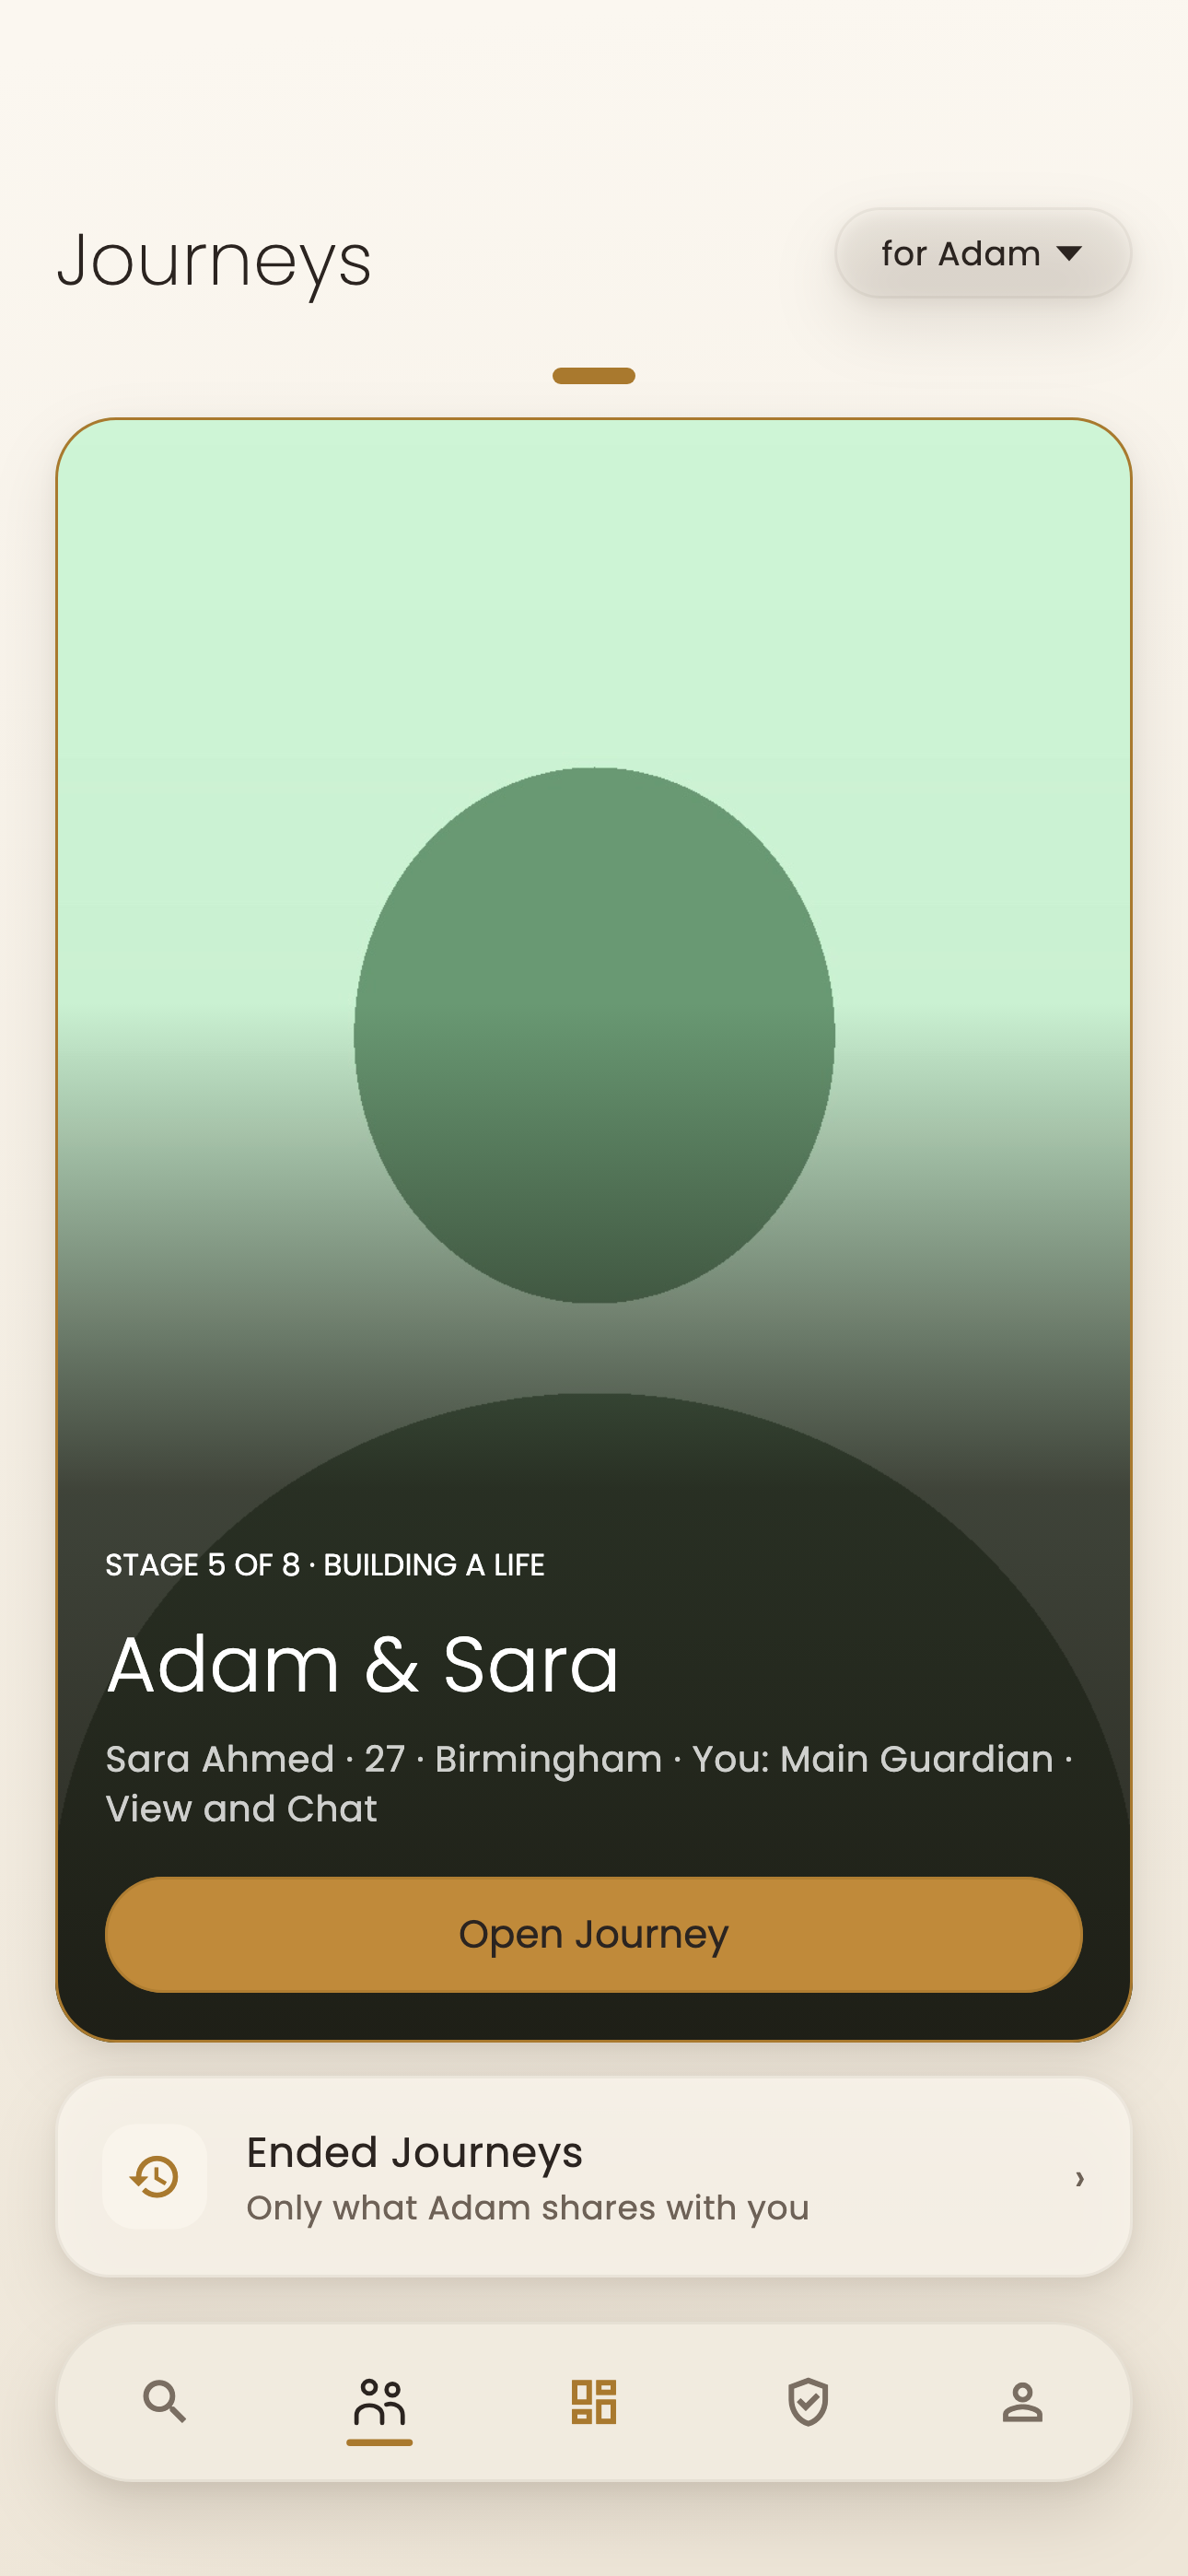 Journeys
for Adam
STAGE 5 OF 8 · BUILDING A LIFE
Adam & Sara
Sara Ahmed · 27 · Birmingham · You: Main Guardian ·
View and Chat
Open Journey
Ended Journeys
Only what Adam shares with you